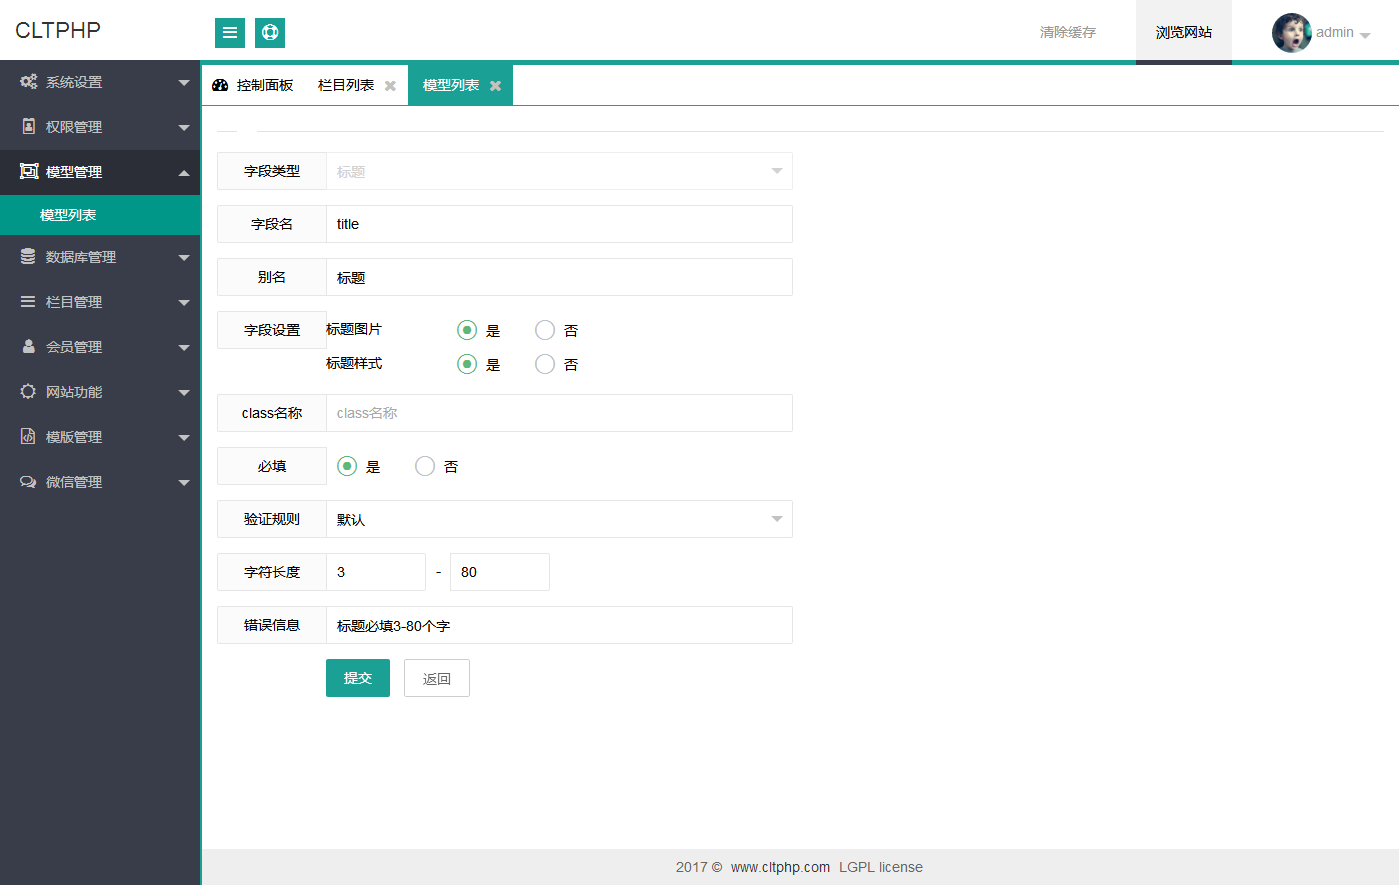 CLTPHP
清除缓存 浏览网站 admin
系统设置
权限管理
模型管理
模型列表
数据库管理
栏目管理
会员管理
网站功能
模版管理
微信管理
控制面板 栏目列表 模型列表
字段类型 标题
字段名 title
别名 标题
字段设置 标题图片 是 否
标题样式 是 否
class名称 class名称
必填 是 否
验证规则 默认
字符长度 3 - 80
错误信息 标题必填3-80个字
提交 返回
2017 © www.cltphp.com LGPL license